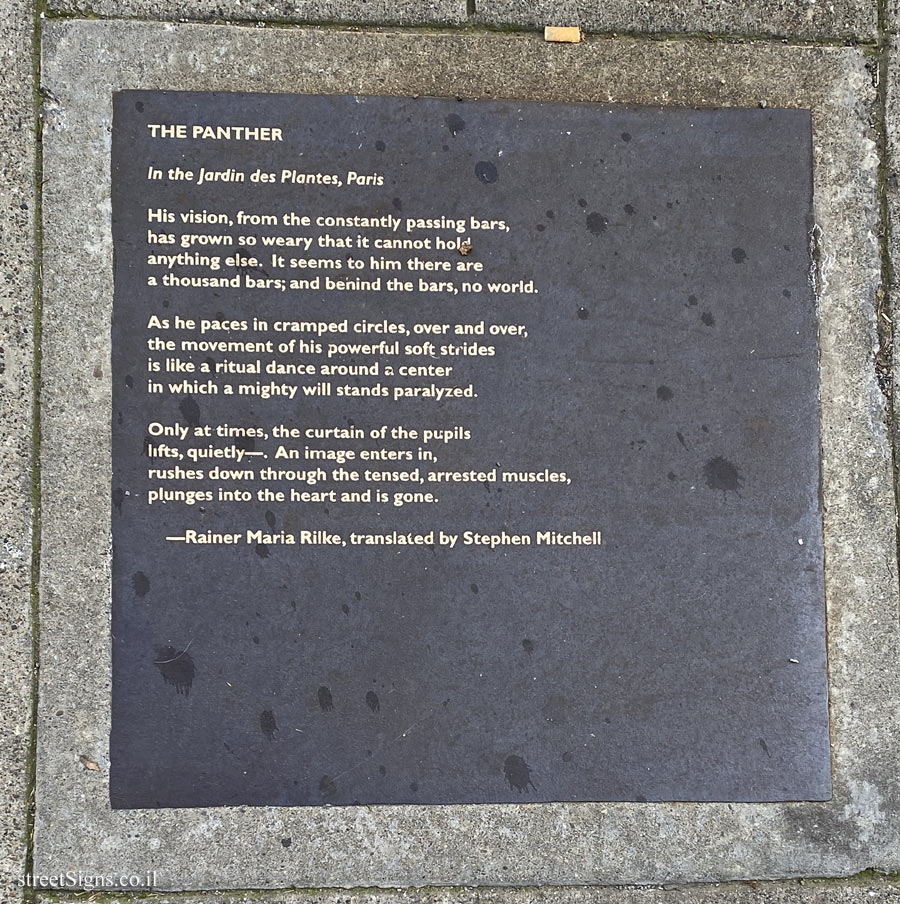 THE PANTHER
In the Jardin des Plantes, Paris
His vision, from the constantly passing bars,
has grown so weary that it cannot hold
anything else. It seems to him there are
a thousand bars; and behind the bars, no world.
As he paces in cramped circles, over and over,
the movement of his powerful soft strides
is like a ritual dance around a center
in which a mighty will stands paralyzed.
Only at times, the curtain of the pupils
lifts, quietly—. An image enters in,
rushes down through the tensed, arrested muscles,
plunges into the heart and is gone.
—Rainer Maria Rilke, translated by Stephen Mitchell
streetSigns.co.il